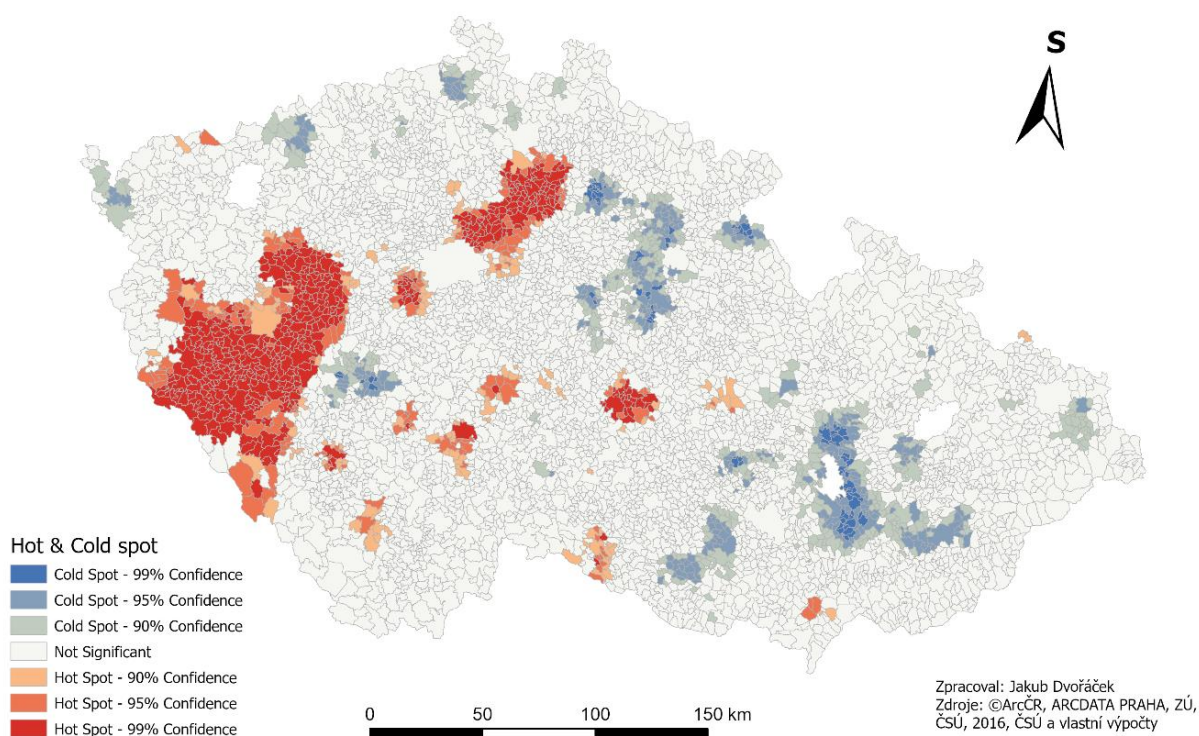 S
Hot & Cold spot
Cold Spot - 99% Confidence
Cold Spot - 95% Confidence
Cold Spot - 90% Confidence
Not Significant
Hot Spot - 90% Confidence
Hot Spot - 95% Confidence
Hot Spot - 99% Confidence
0 50 100 150 km
Zpracoval: Jakub Dvořáček
Zdroje: ©ArcČR, ARCDATA PRAHA, ZÚ,
ČSÚ, 2016, ČSÚ a vlastní výpočty